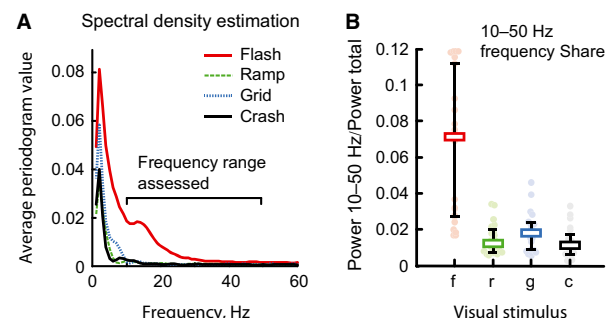 A
Spectral density estimation
Flash
Ramp
Grid
Crash
Frequency range
assessed
Average periodogram value
0.08
0.06
0.04
0.02
0
0 20 40 60
Frequency, Hz
B
10–50 Hz
frequency Share
Power 10–50 Hz/Power total
0.12
0.1
0.08
0.06
0.04
0.02
0
f r g c
Visual stimulus